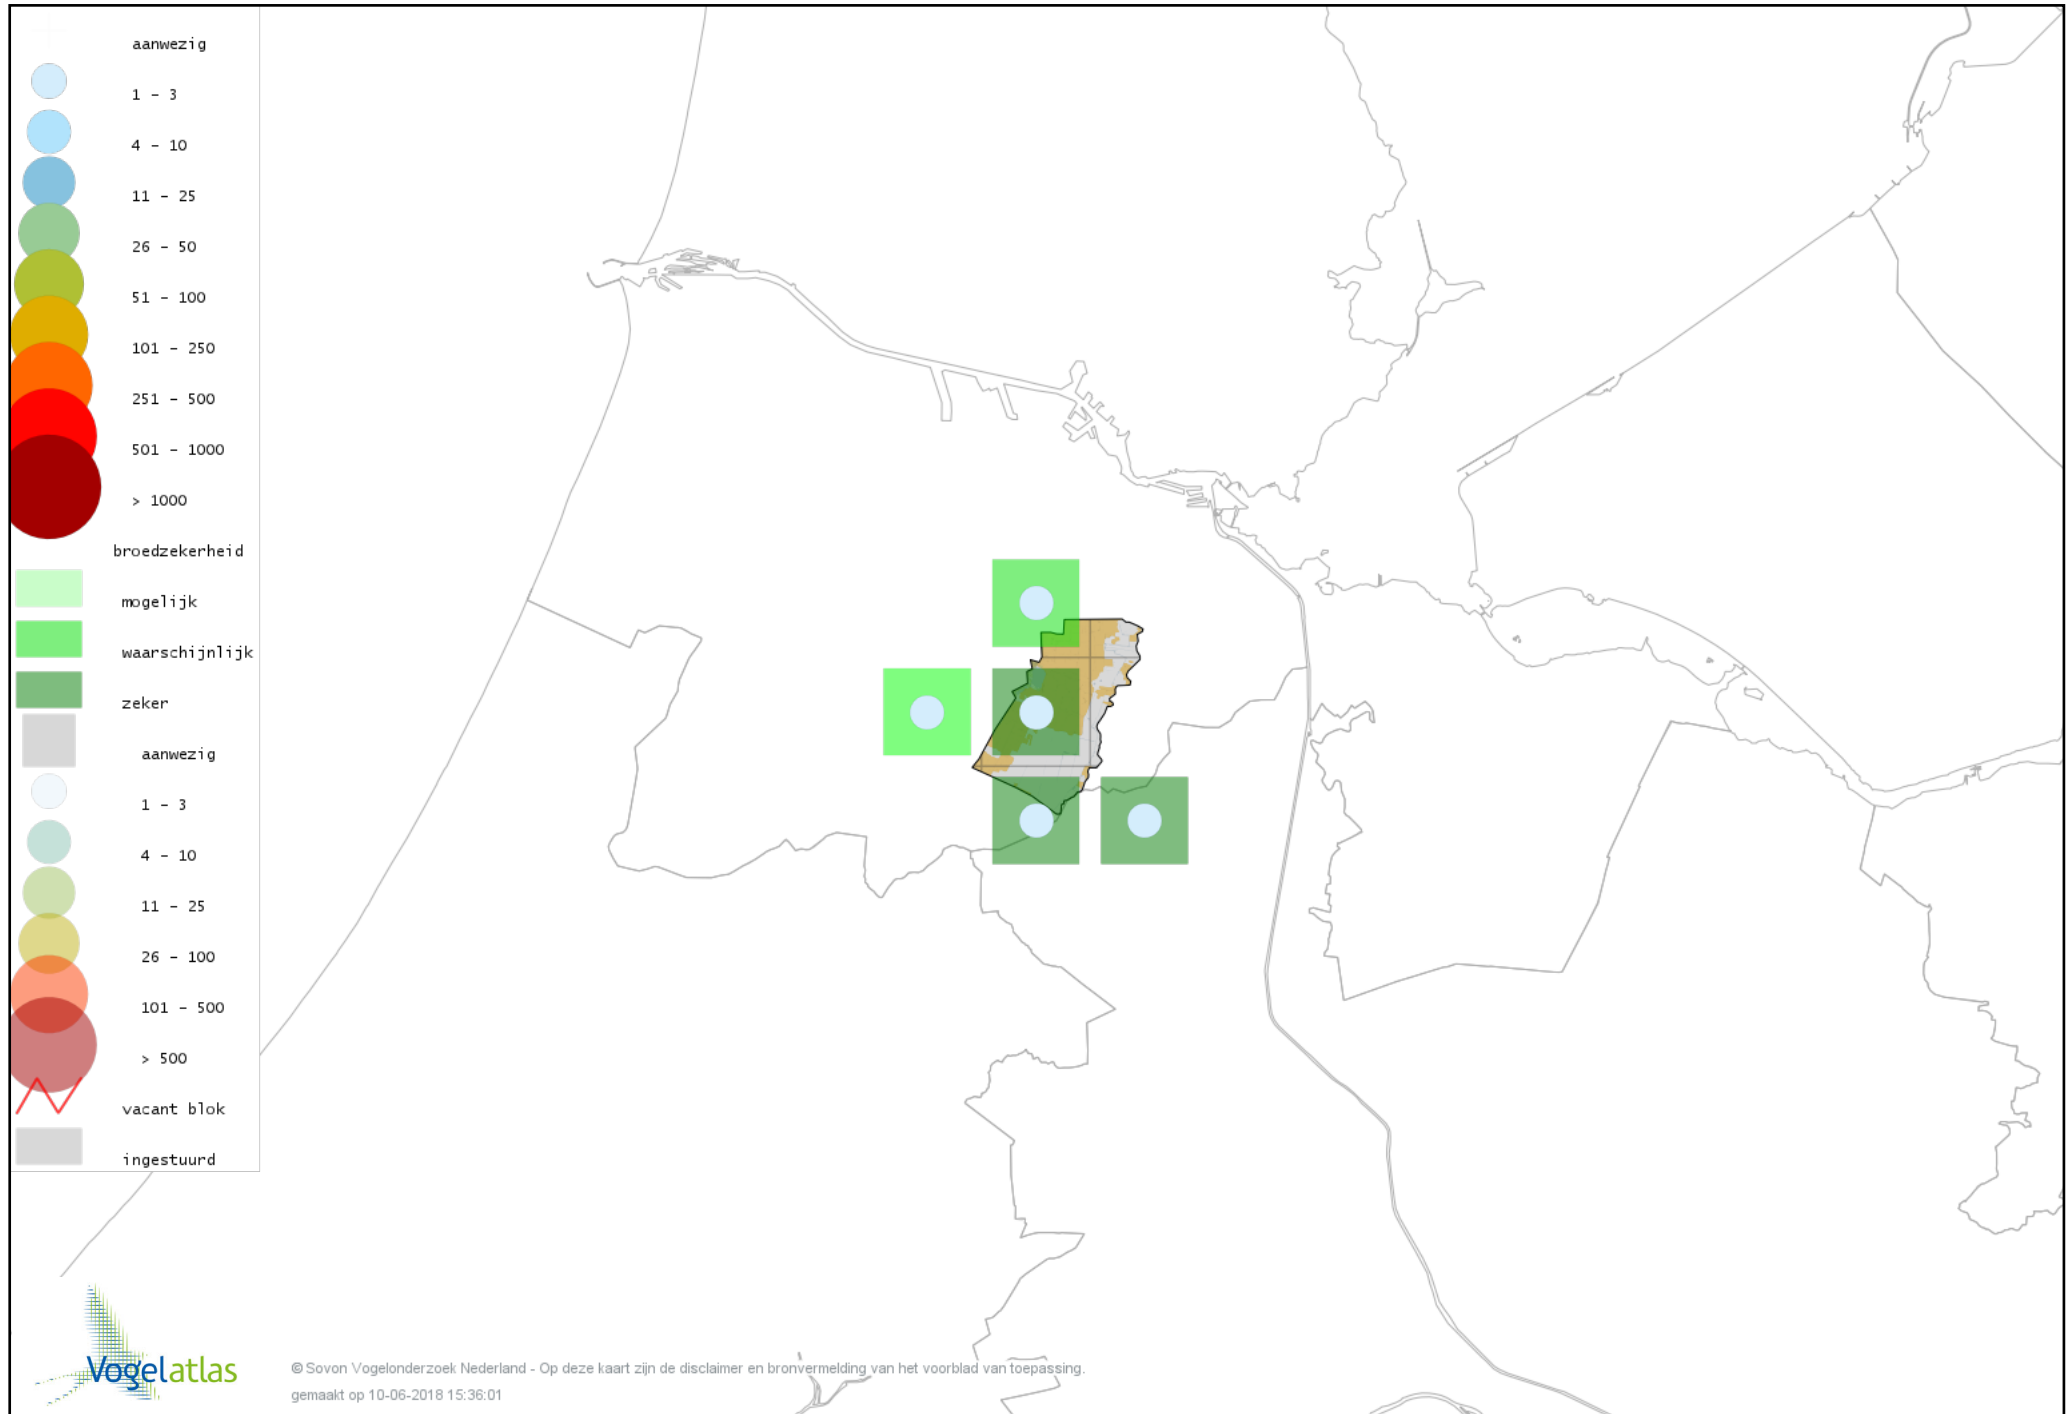 aanwezig
1 - 3
4 - 10
11 - 25
26 - 50
51 - 100
101 - 250
251 - 500
501 - 1000
> 1000
broedzekerheid
mogelijk
waarschijnlijk
zeker
aanwezig
1 - 3
4 - 10
11 - 25
26 - 100
101 - 500
> 500
vacant blok
ingestuurd
Vogelatlas
© Sovon Vogelonderzoek Nederland - Op deze kaart zijn de disclaimer en bronvermelding van het voorblad van toepassing.
gemaakt op 10-06-2018 15:36:01